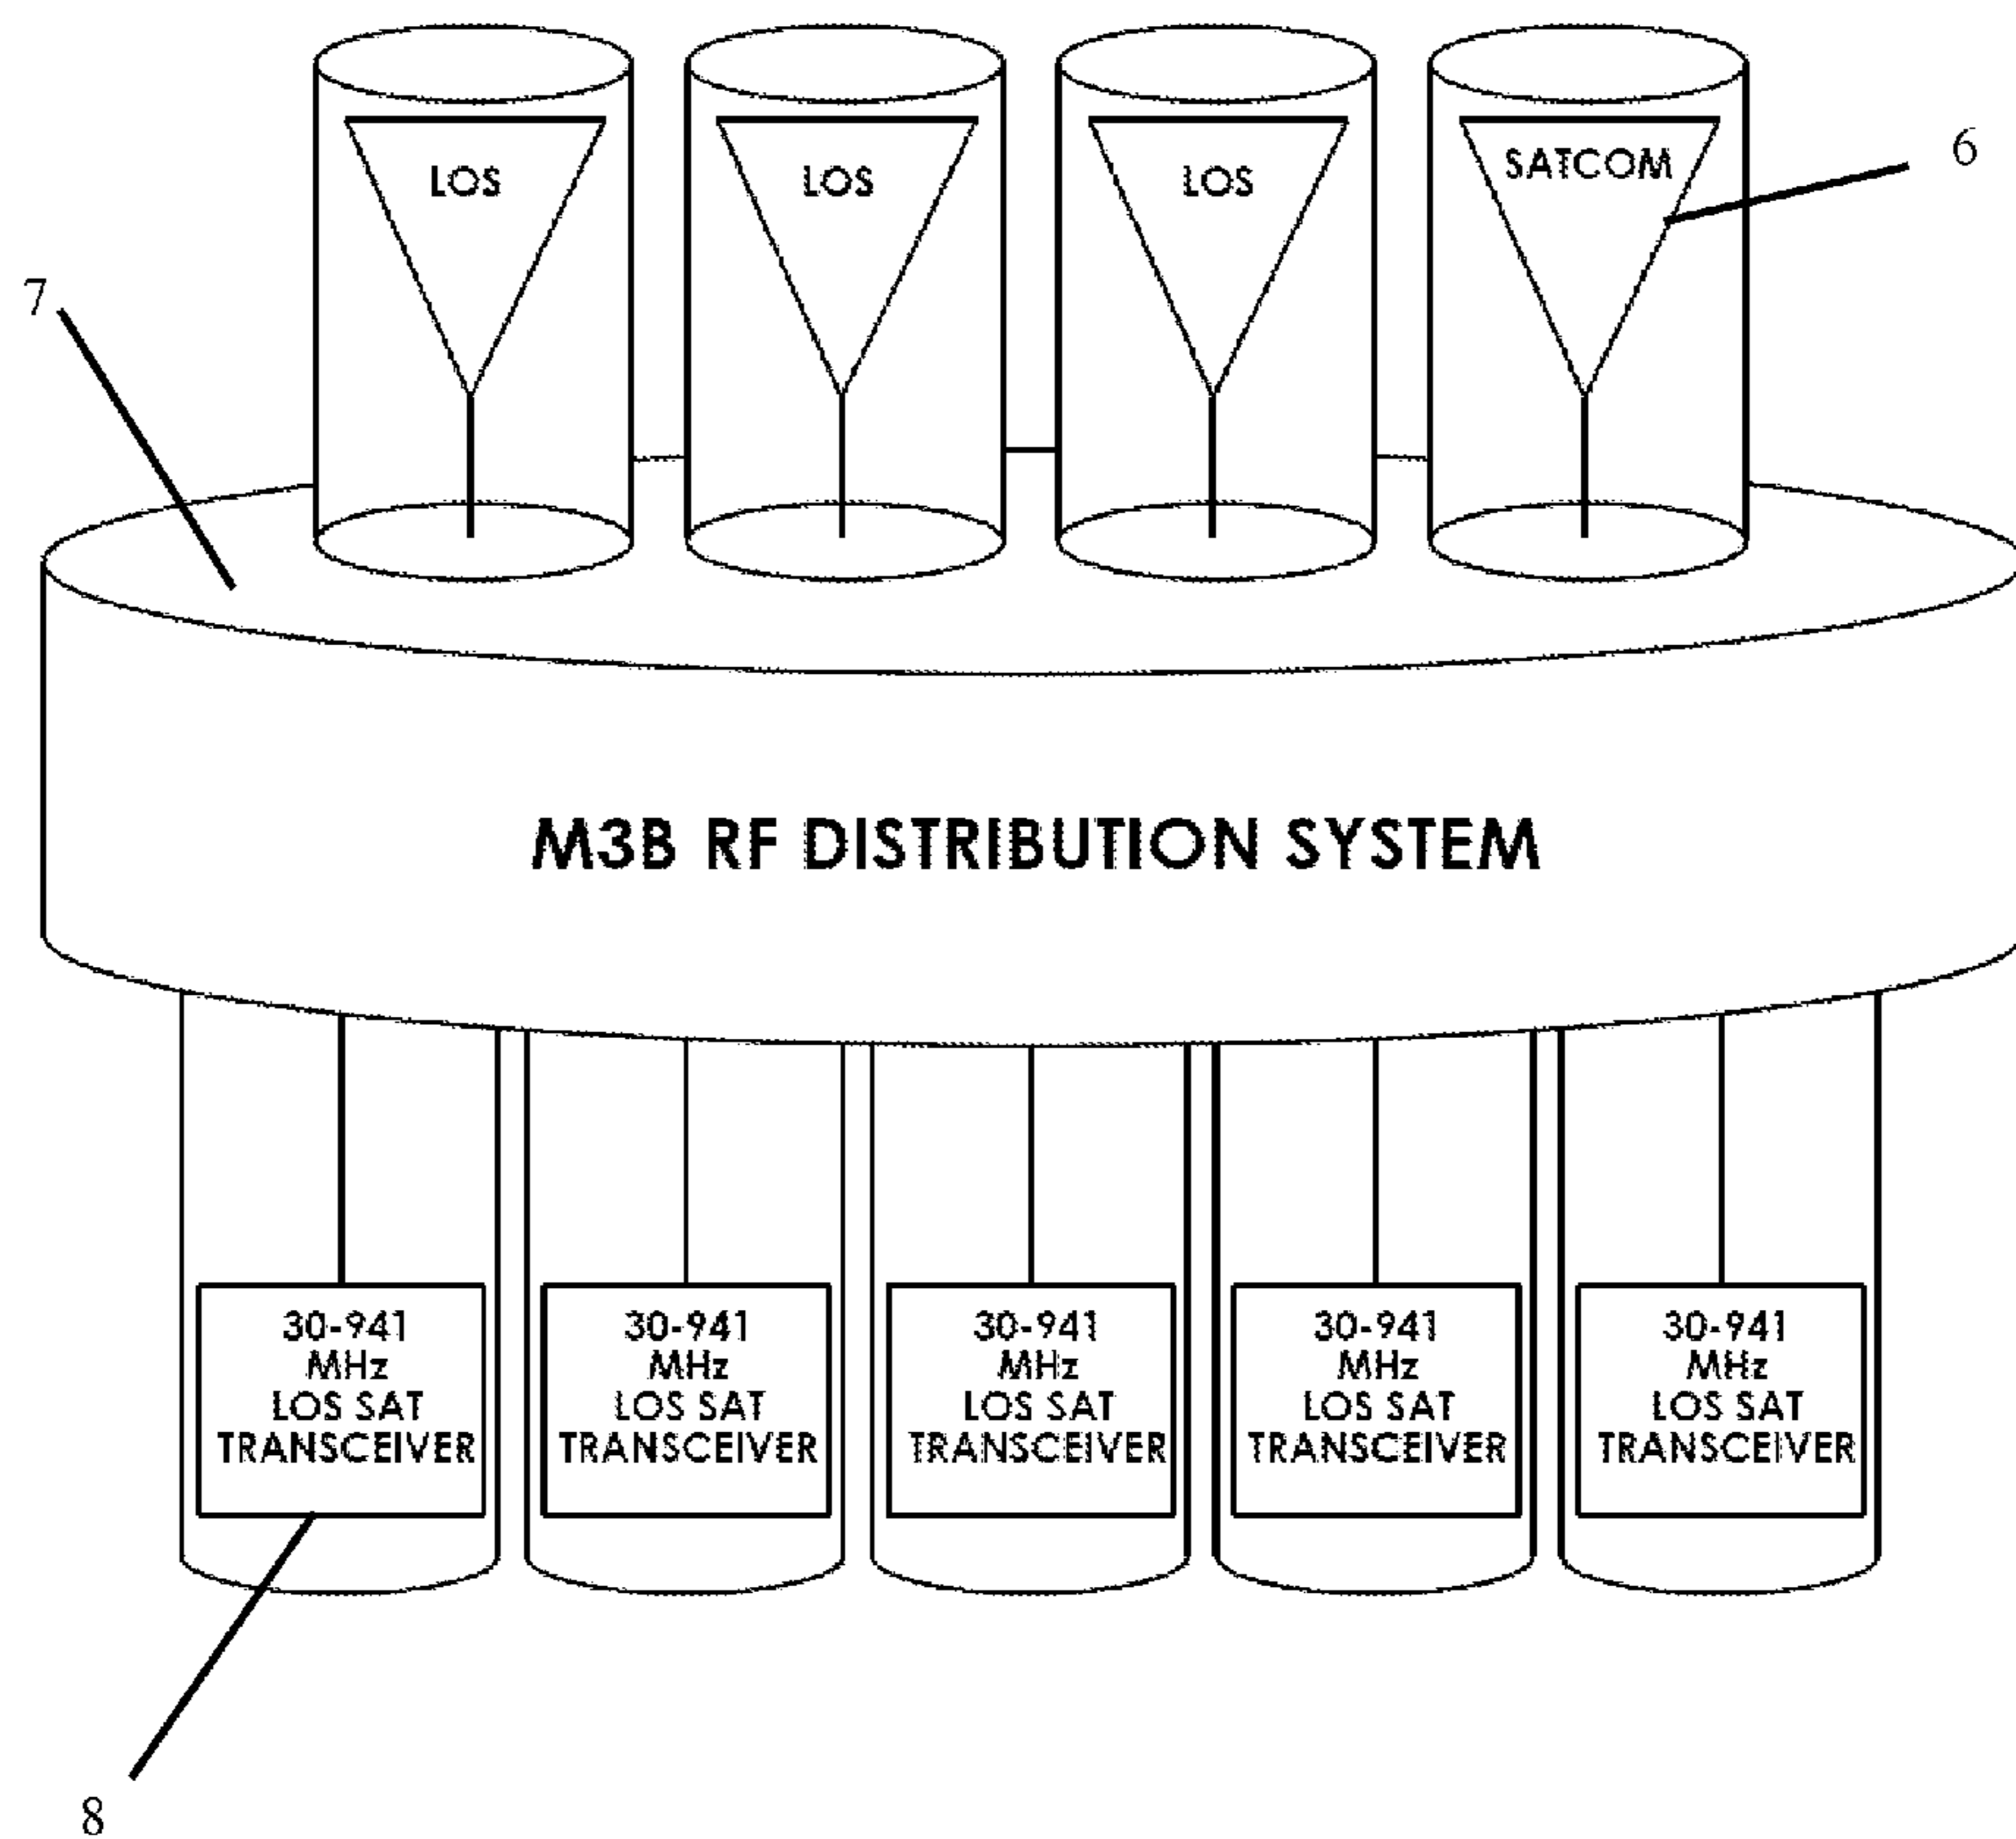 LOS
LOS
LOS
SATCOM
6
7
M3B RF DISTRIBUTION SYSTEM
30-941
MHz
LOS SAT
TRANSCEIVER
30-941
MHz
LOS SAT
TRANSCEIVER
30-941
MHz
LOS SAT
TRANSCEIVER
30-941
MHz
LOS SAT
TRANSCEIVER
30-941
MHz
LOS SAT
TRANSCEIVER
8